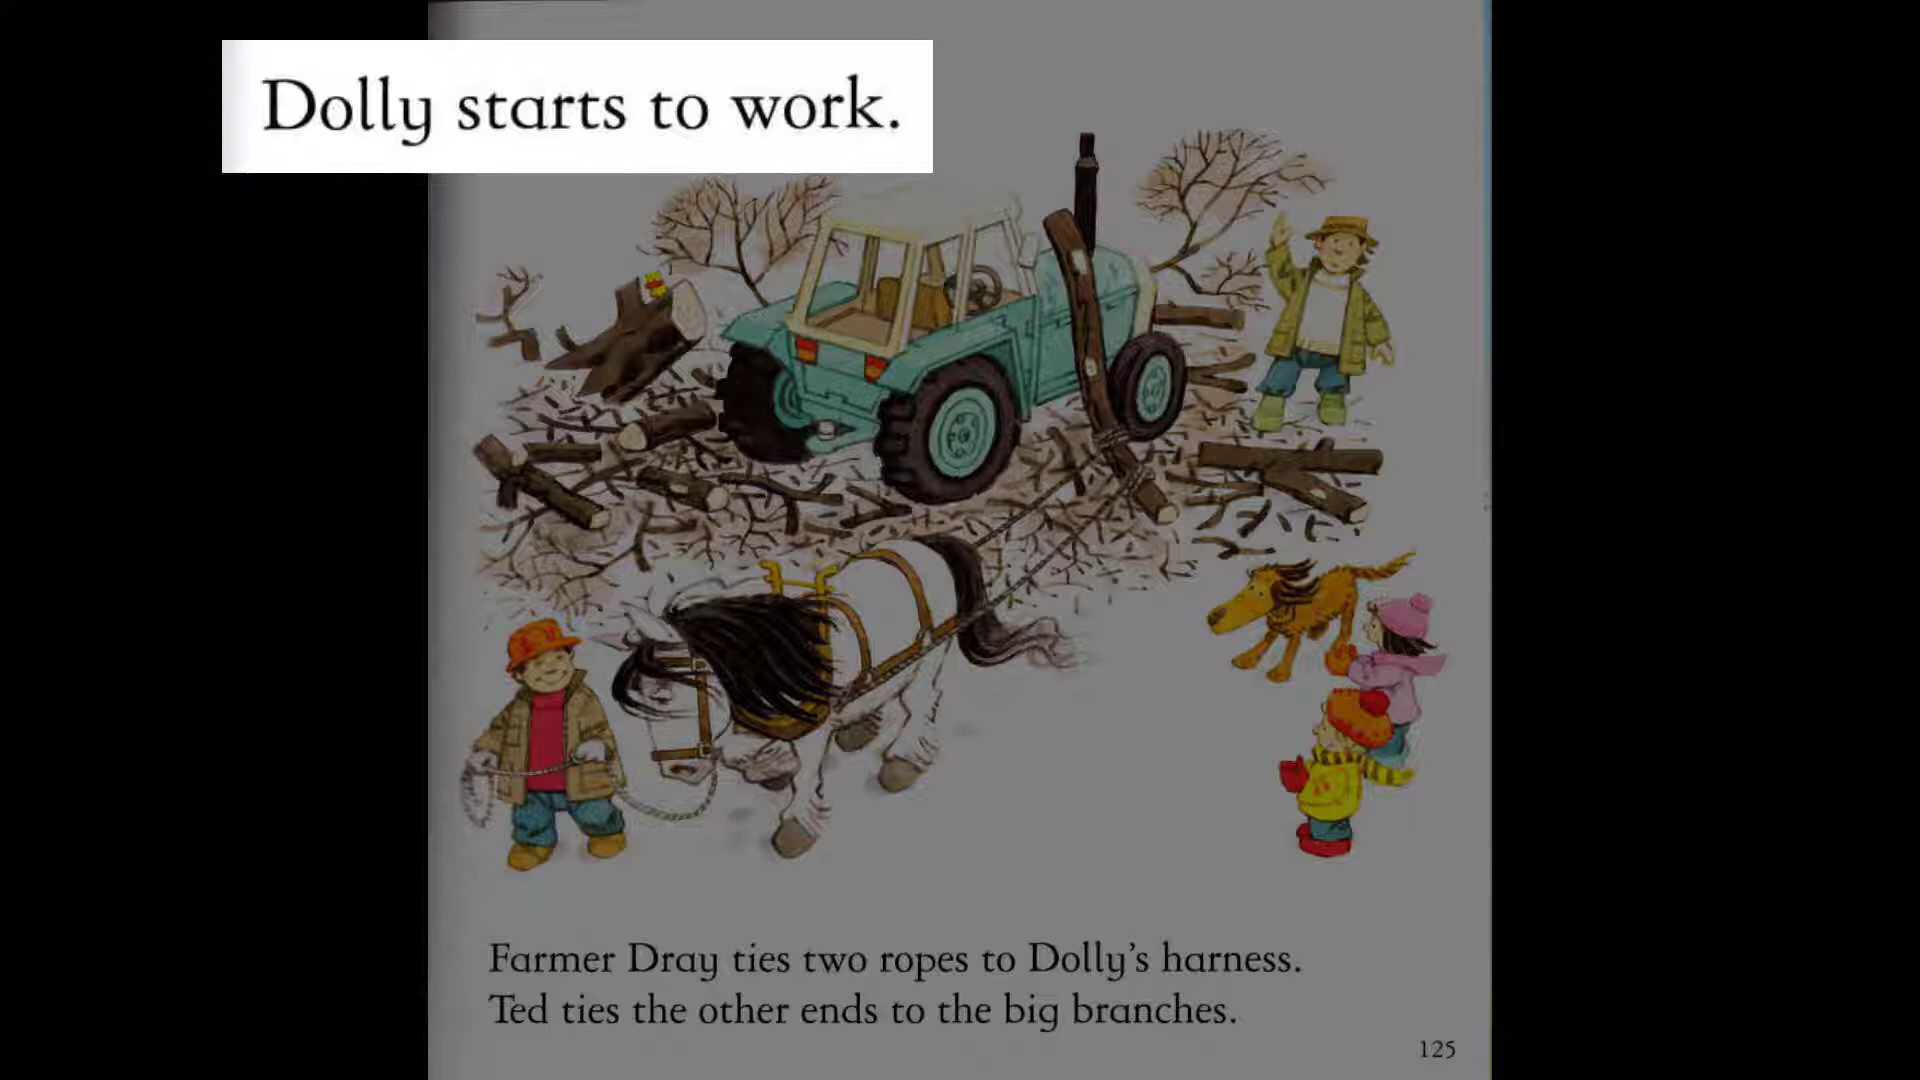 Dolly starts to work.
Farmer Dray ties two ropes to Dolly's harness.
Ted ties the other ends to the big branches.
125